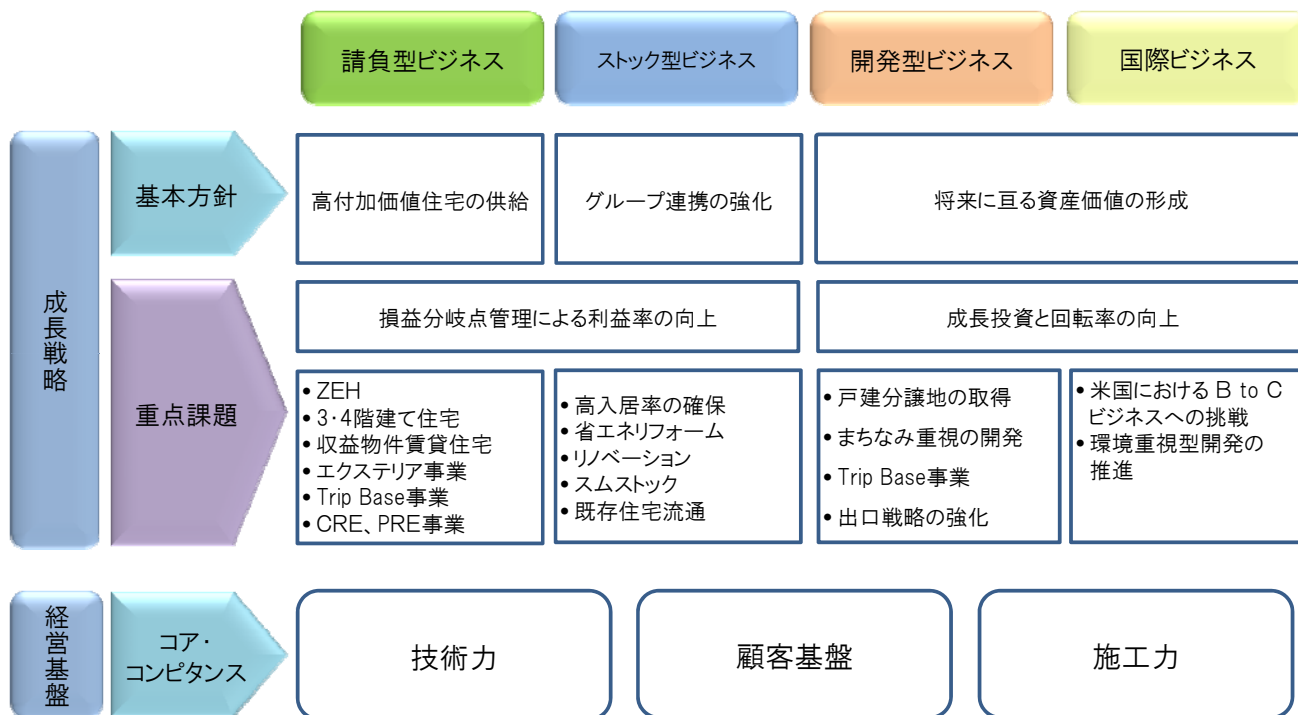 請負型ビジネス
ストック型ビジネス
開発型ビジネス
国際ビジネス
成長戦略
基本方針
高付加価値住宅の供給
グループ連携の強化
将来に亘る資産価値の形成
重点課題
損益分岐点管理による利益率の向上
成長投資と回転率の向上
• ZEH
• 3・4階建て住宅
• 収益物件賃貸住宅
• エクステリア事業
• Trip Base事業
• CRE、PRE事業
• 高入居率の確保
• 省エネリフォーム
• リノベーション
• スムストック
• 既存住宅流通
• 戸建分譲地の取得
• まちなみ重視の開発
• Trip Base事業
• 出口戦略の強化
• 米国における B to C
ビジネスへの挑戦
• 環境重視型開発の
推進
経営基盤
コア・
コンピタンス
技術力
顧客基盤
施工力